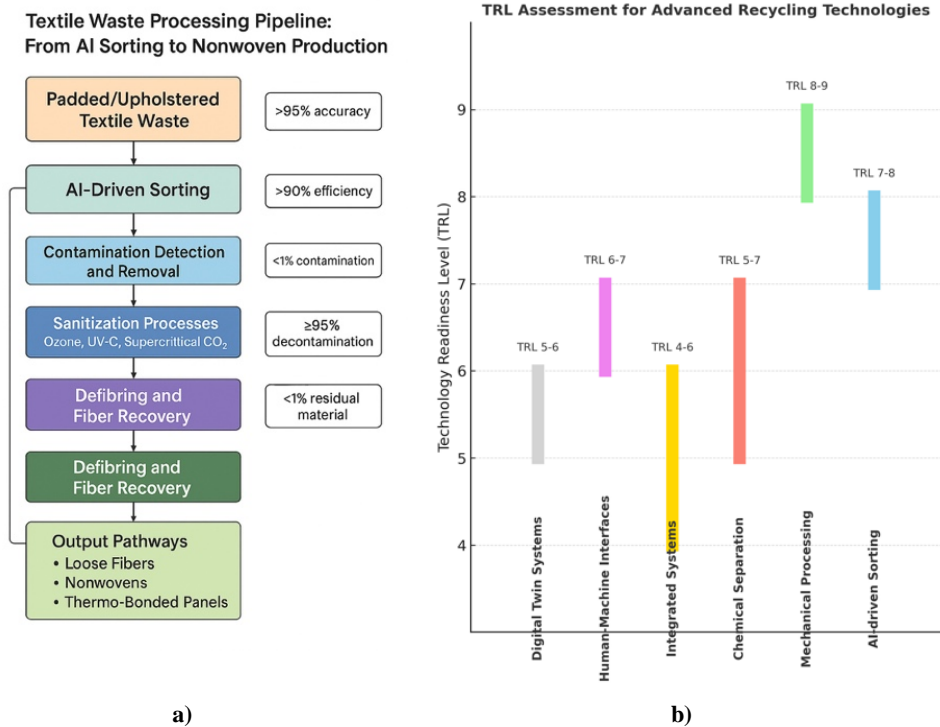 Textile Waste Processing Pipeline:
From AI Sorting to Nonwoven Production
Padded/Upholstered
Textile Waste
>95% accuracy
AI-Driven Sorting
>90% efficiency
Contamination Detection
and Removal
<1% contamination
Sanitization Processes
Ozone, UV-C, Supercritical CO₂
≥95%
decontamination
Defibring and
Fiber Recovery
<1% residual
material
Defibring and
Fiber Recovery
Output Pathways
• Loose Fibers
• Nonwovens
• Thermo-Bonded Panels
a)
TRL Assessment for Advanced Recycling Technologies
Technology Readiness Level (TRL)
9
8
7
6
5
4
TRL 5-6
TRL 6-7
TRL 4-6
TRL 5-7
TRL 8-9
TRL 7-8
Digital Twin Systems
Human-Machine Interfaces
Integrated Systems
Chemical Separation
Mechanical Processing
AI-driven Sorting
b)